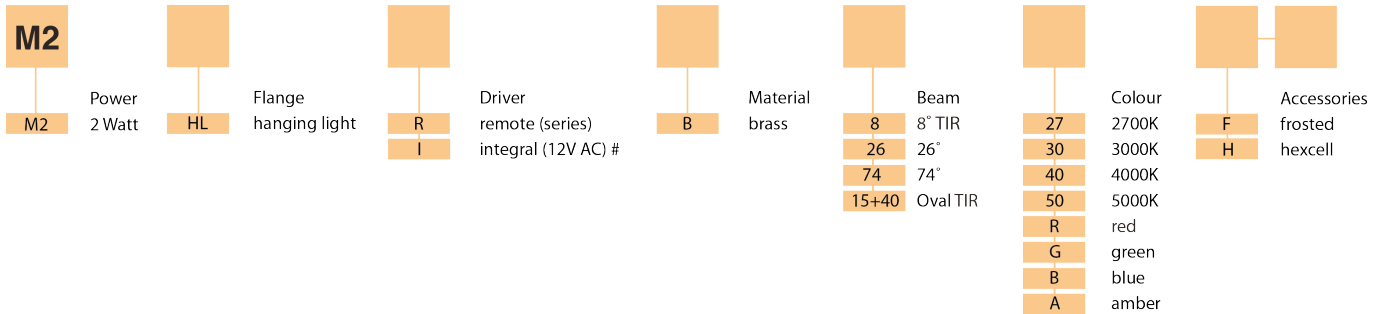 M2
Power Flange Driver Material Beam Colour Accessories
M2 2 Watt HL hanging light R remote (series) B brass 8 8° TIR 27 2700K F frosted
I integral (12V AC) # 26 26° 30 3000K H hexcell
74 74° 40 4000K
15+40 Oval TIR 50 5000K
R red
G green
B blue
A amber